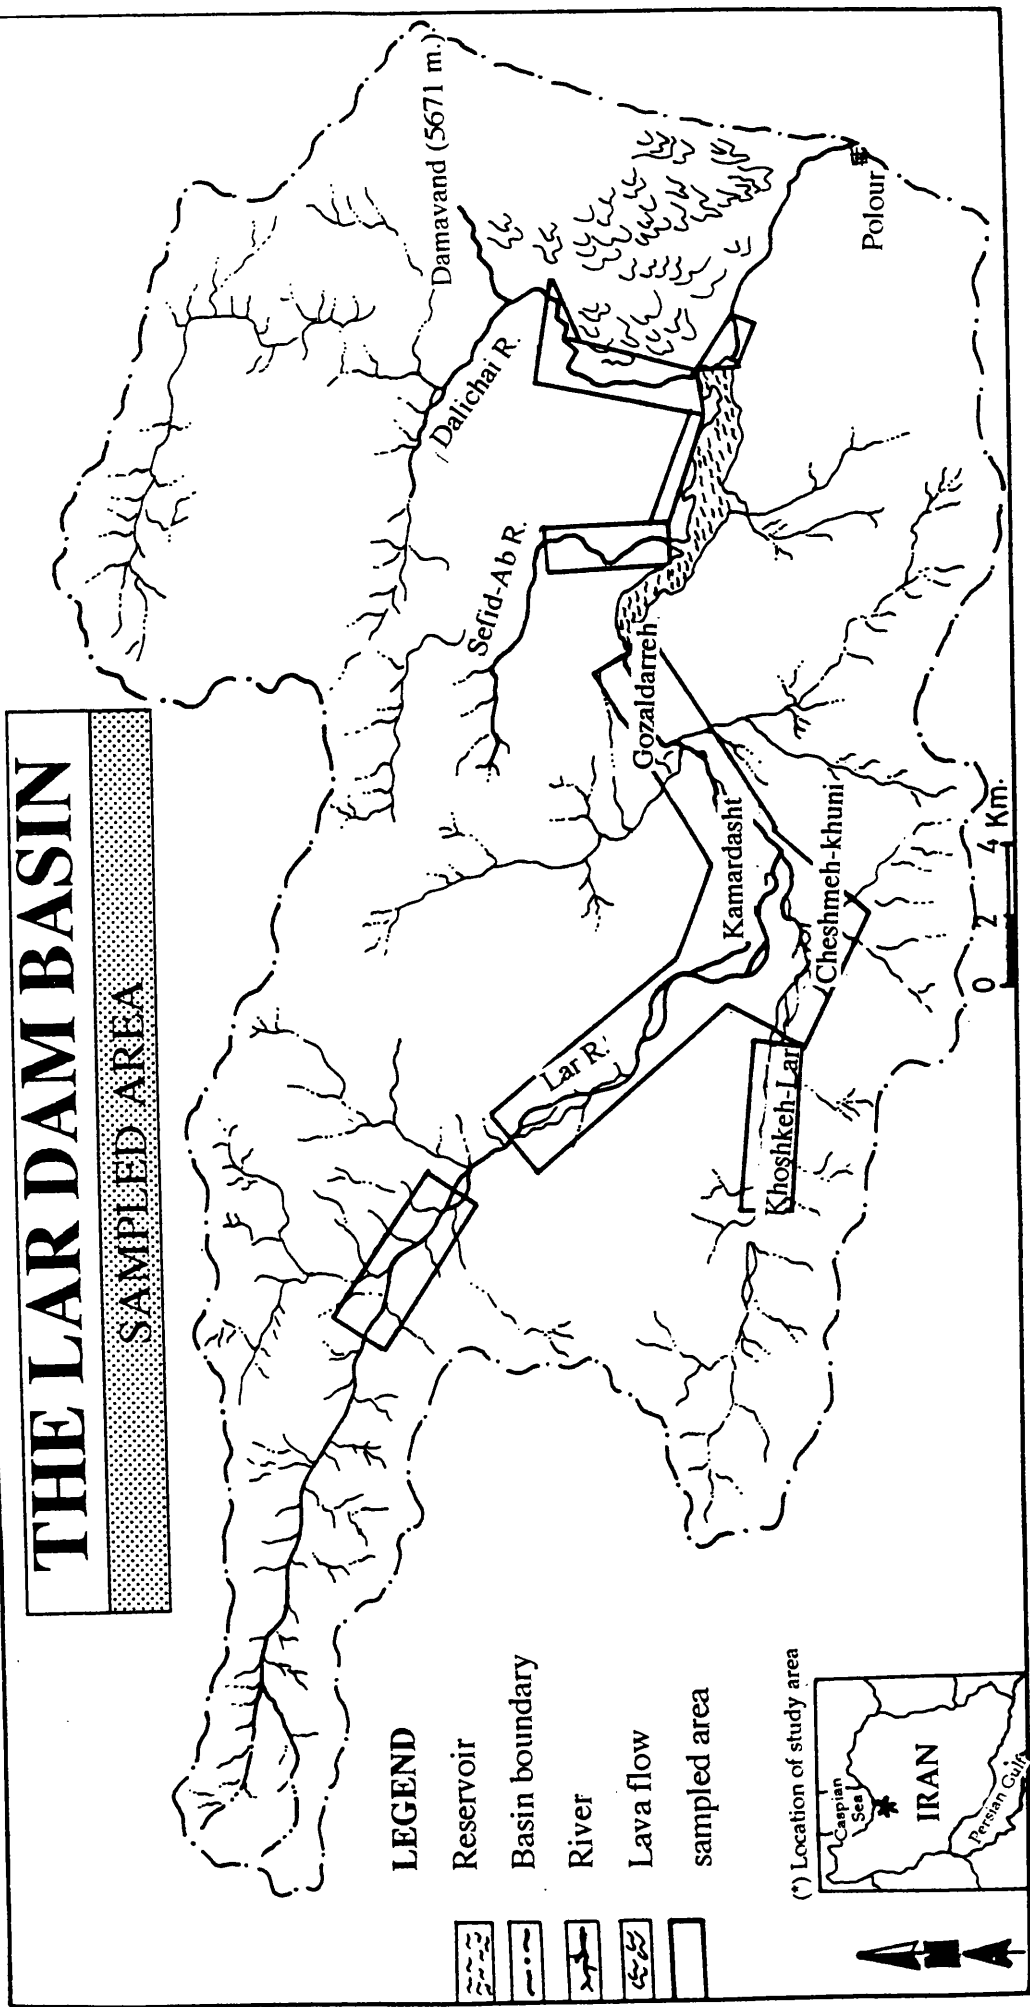 THE LAR DAM BASIN
SAMPLED AREA
Damavand (5671 m.)
Dalichai R.
Sefid-Ab R.
Polour
Gozaldarreh
Kamardasht
Cheshmeh-khuni
Lar R.
Khoshkeh-Lar
0 2 4 Km.
LEGEND
Reservoir
Basin boundary
River
Lava flow
sampled area
(*) Location of study area
Caspian
Sea
IRAN
Persian Gulf